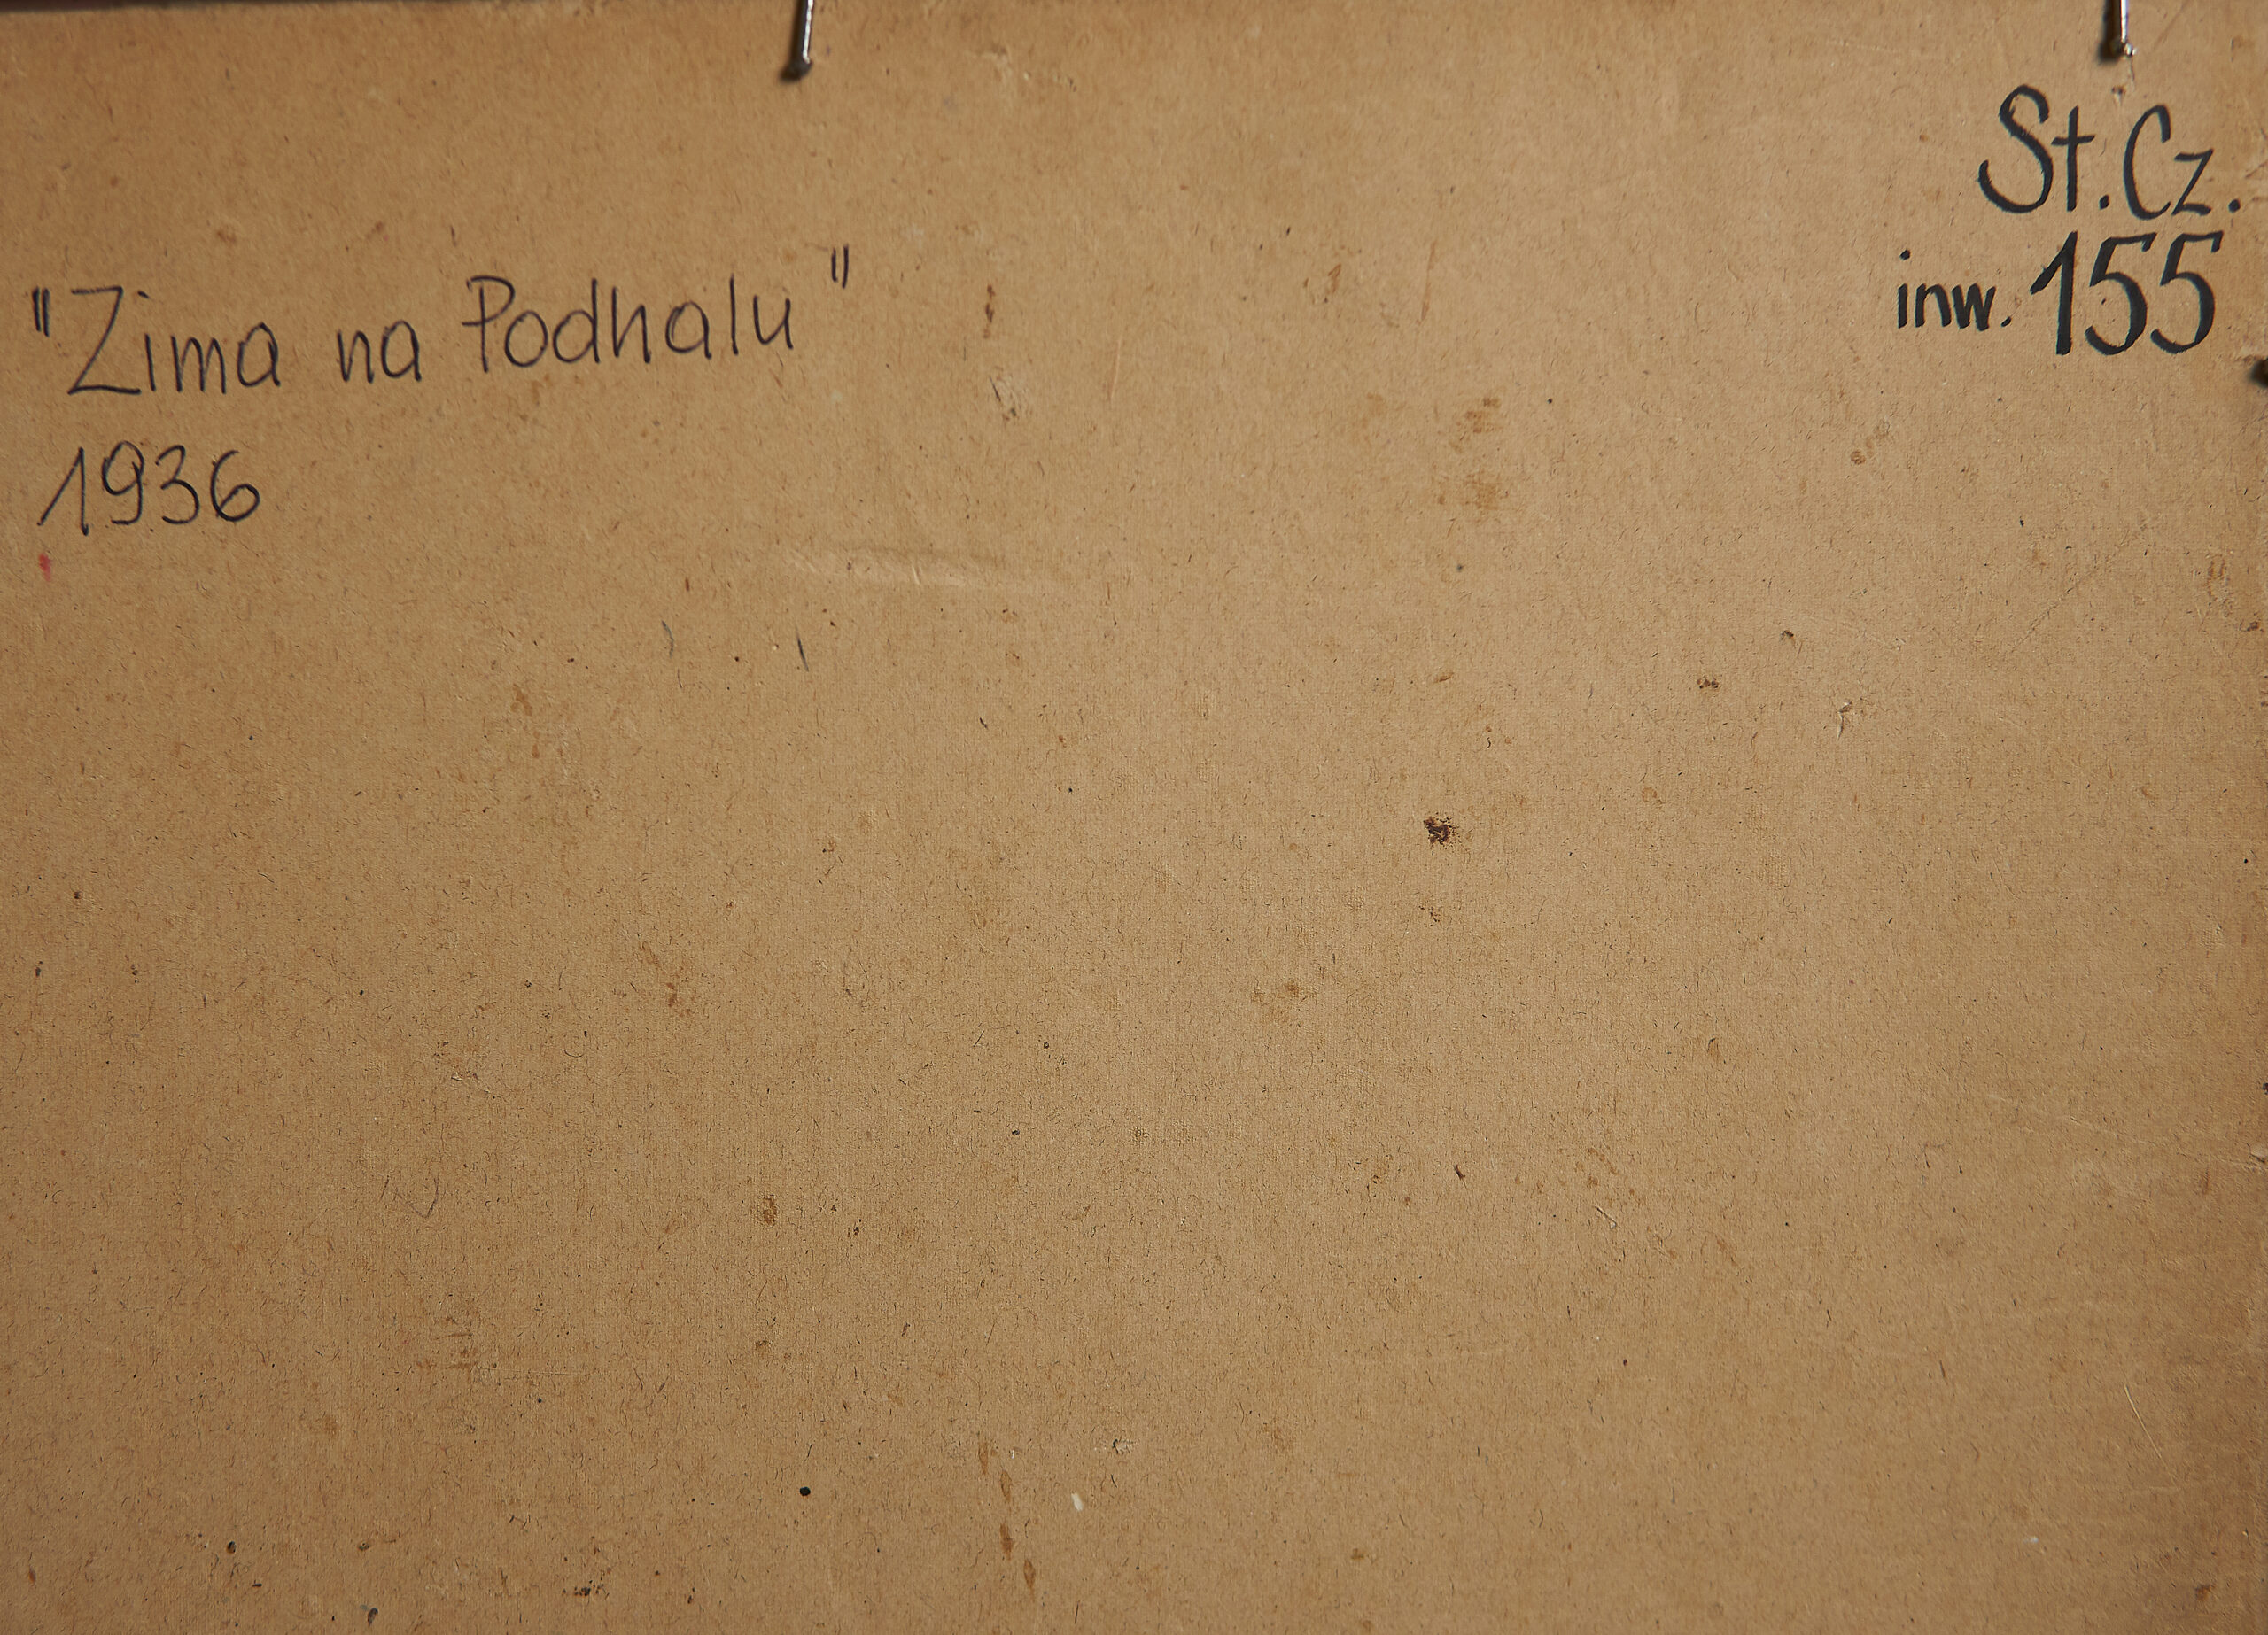 St. Cz.
inw. 155
"Zima na Podhalu"
1936